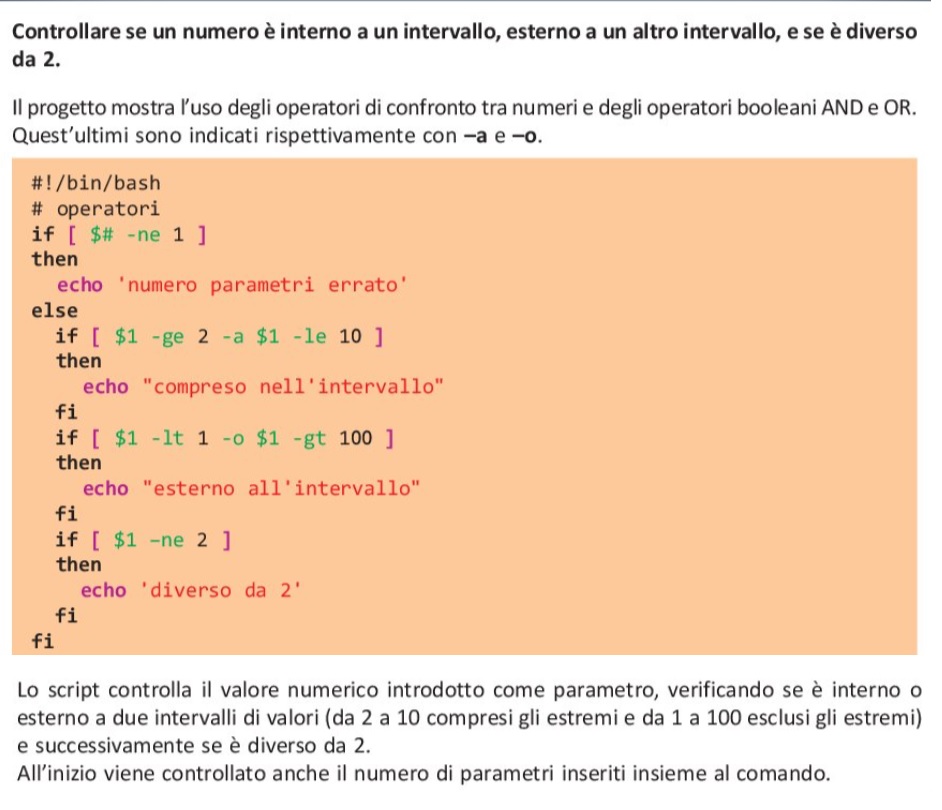 Controllare se un numero è interno a un intervallo, esterno a un altro intervallo, e se è diverso
da 2.
Il progetto mostra l'uso degli operatori di confronto tra numeri e degli operatori booleani AND e OR.
Quest'ultimi sono indicati rispettivamente con –a e –o.
#!/bin/bash
# operatori
if [ $# -ne 1 ]
then
echo 'numero parametri errato'
else
if [ $1 -ge 2 -a $1 -le 10 ]
then
echo "compreso nell'intervallo"
fi
if [ $1 -lt 1 -o $1 -gt 100 ]
then
echo "esterno all'intervallo"
fi
if [ $1 –ne 2 ]
then
echo 'diverso da 2'
fi
fi
Lo script controlla il valore numerico introdotto come parametro, verificando se è interno o
esterno a due intervalli di valori (da 2 a 10 compresi gli estremi e da 1 a 100 esclusi gli estremi)
e successivamente se è diverso da 2.
All'inizio viene controllato anche il numero di parametri inseriti insieme al comando.